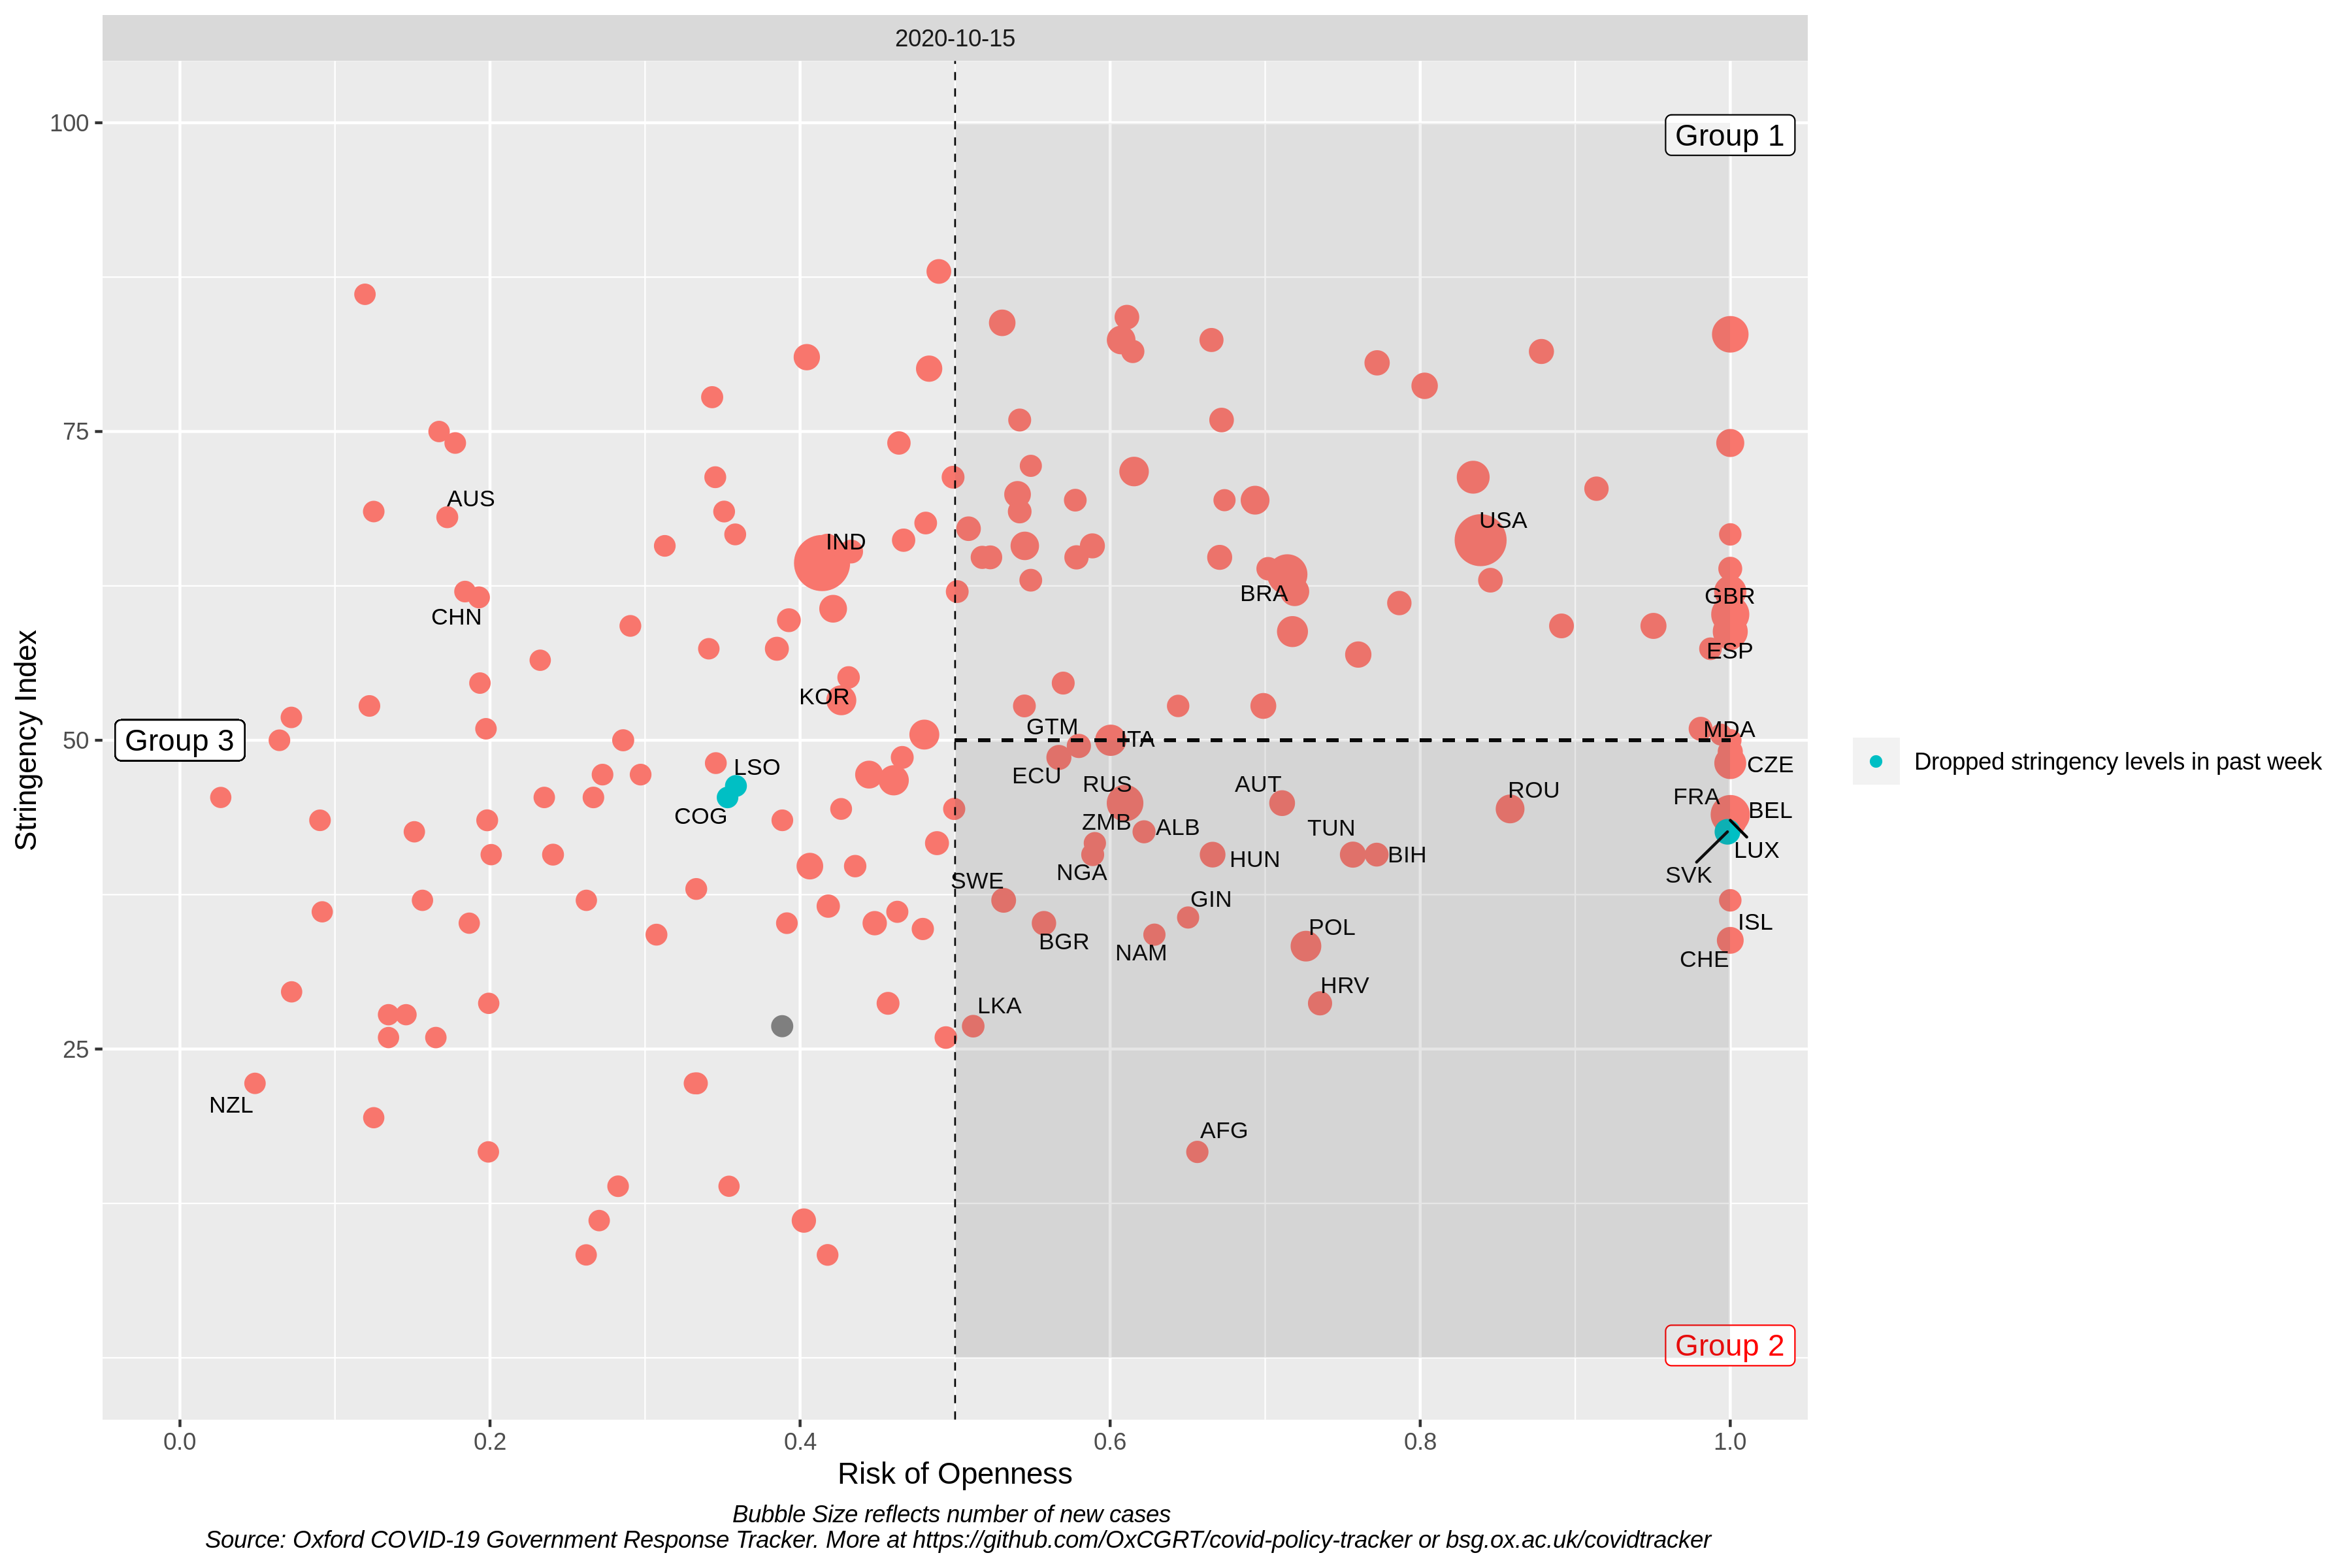 2020-10-15
100
Group 1
75
AUS
USA
IND
BRA
GBR
CHN
ESP
KOR
GTM
MDA
Group 3
50
ITA
Dropped stringency levels in past week
LSO
CZE
ECU
RUS
AUT
ROU
FRA
COG
BEL
ZMB
ALB
TUN
LUX
BIH
HUN
NGA
SVK
SWE
GIN
ISL
POL
BGR
NAM
CHE
HRV
LKA
25
NZL
AFG
Group 2
Stringency Index
0.0
0.2
0.4
0.6
0.8
1.0
Risk of Openness
Bubble Size reflects number of new cases
Source: Oxford COVID-19 Government Response Tracker. More at https://github.com/OxCGRT/covid-policy-tracker or bsg.ox.ac.uk/covidtracker